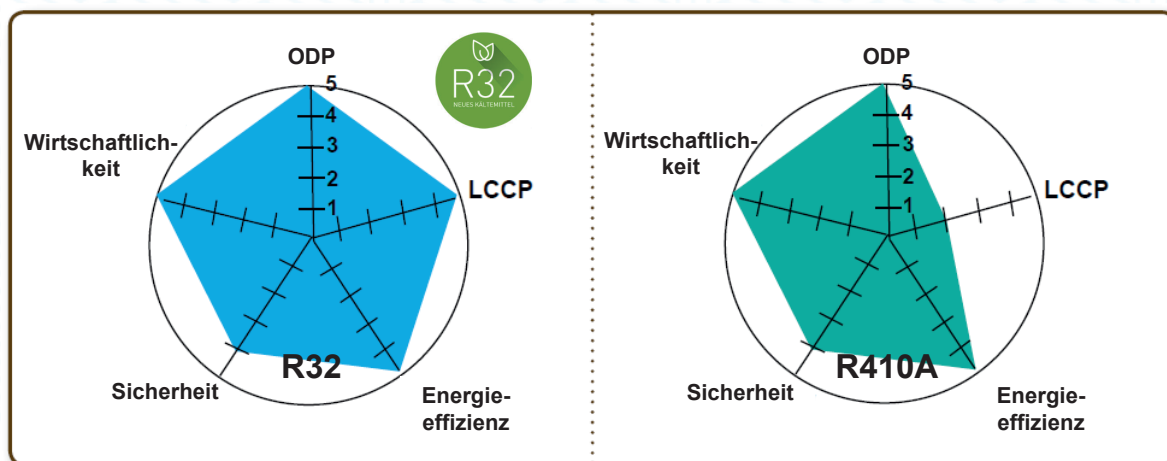 ODP
5
4
3
2
1
Wirtschaftlich-
keit
LCCP
Sicherheit
R32
Energie-
effizienz
R32
NEUES KÄLTEMITTEL
ODP
5
4
3
2
1
Wirtschaftlich-
keit
LCCP
Sicherheit
R410A
Energie-
effizienz